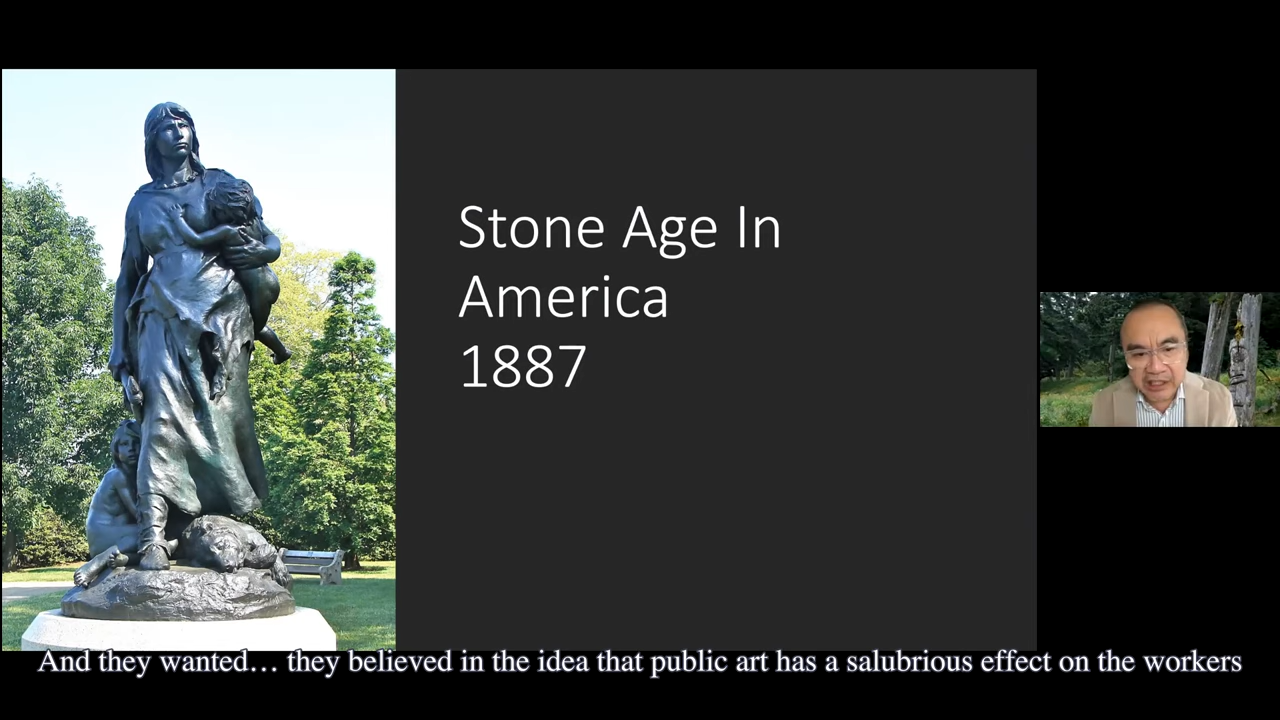 Stone Age In
America
1887
And they wanted… they believed in the idea that public art has a salubrious effect on the workers